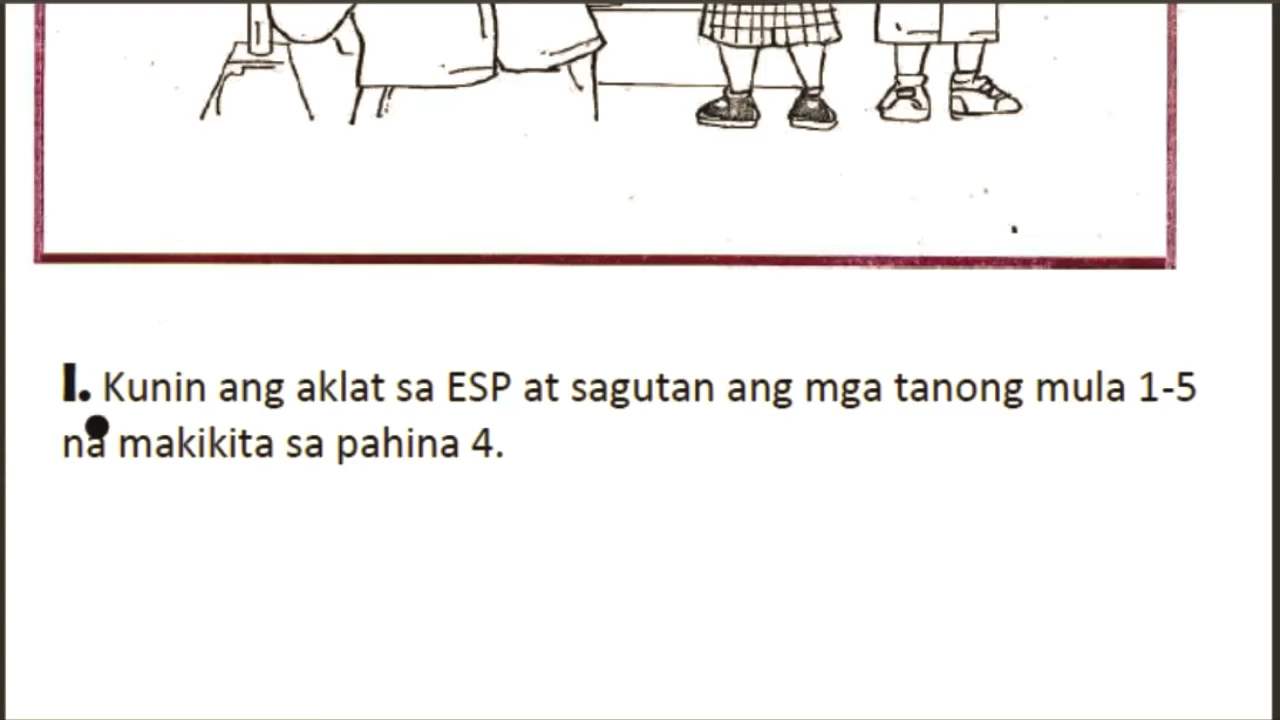 I. Kunin ang aklat sa ESP at sagutan ang mga tanong mula 1-5
na makikita sa pahina 4.